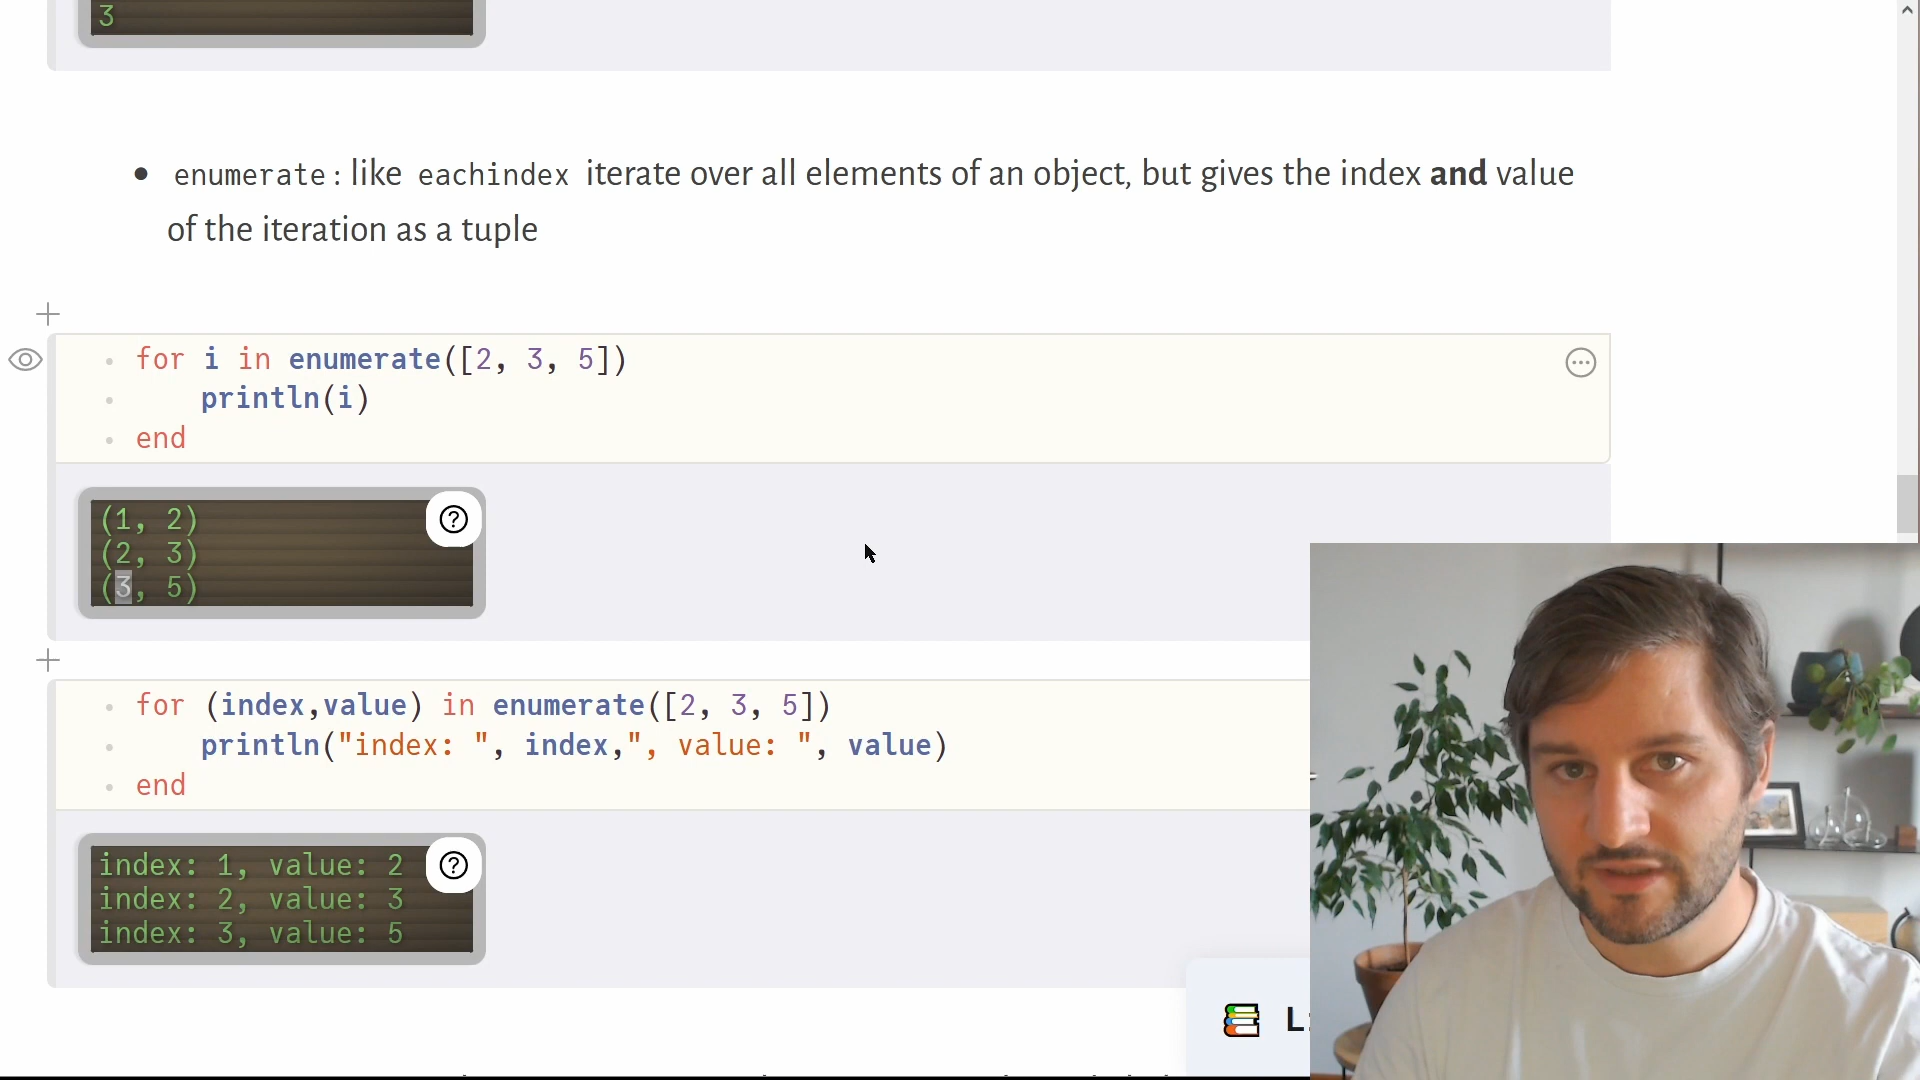 3
• enumerate: like eachindex iterate over all elements of an object, but gives the index and value
of the iteration as a tuple
for i in enumerate([2, 3, 5])
println(i)
end
(1, 2)
(2, 3)
(3, 5)
for (index,value) in enumerate([2, 3, 5])
println("index: ", index,", value: ", value)
end
index: 1, value: 2
index: 2, value: 3
index: 3, value: 5